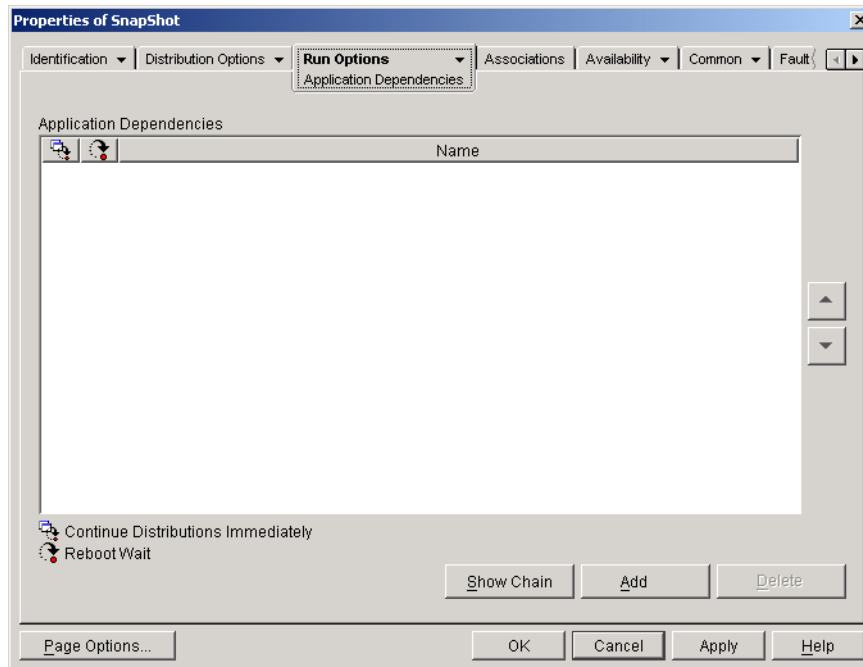 Properties of SnapShot
Identification Distribution Options Run Options Associations Availability Common Fault
Application Dependencies
Application Dependencies
Name
Continue Distributions Immediately
Reboot Wait
Show Chain Add Delete
Page Options... OK Cancel Apply Help